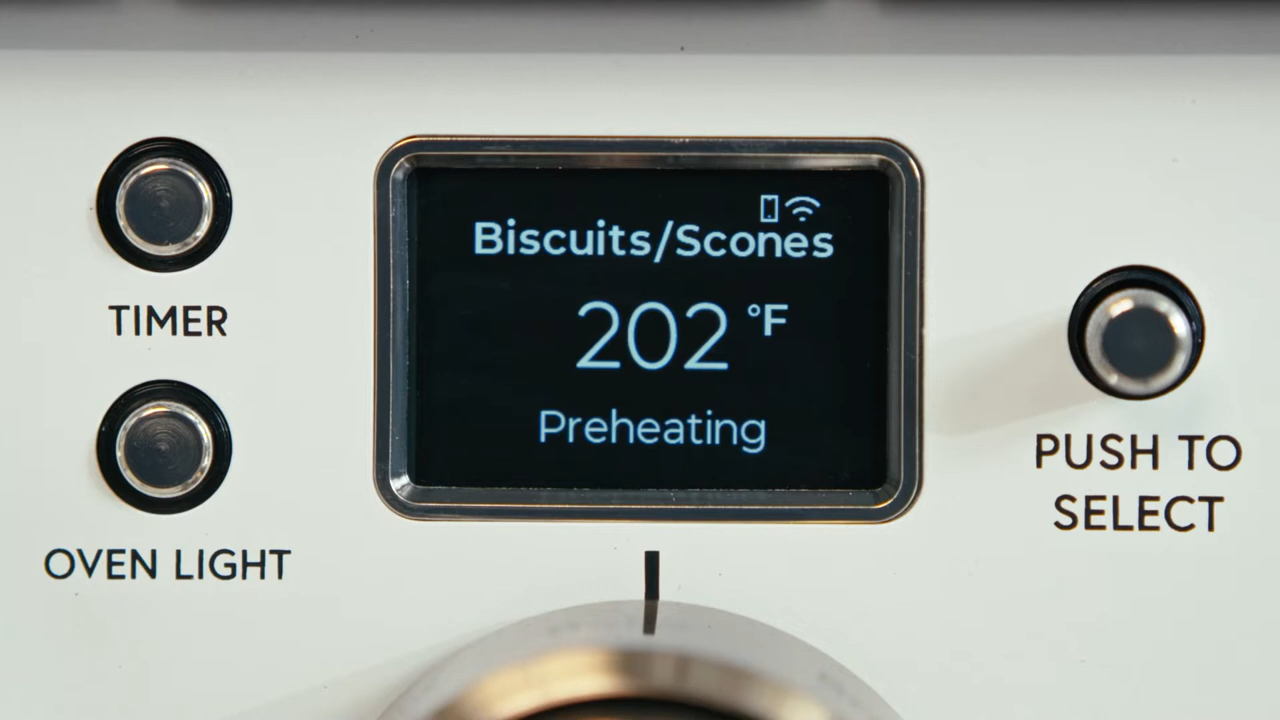 Biscuits/Scones
202 °F
Preheating
TIMER
OVEN LIGHT
PUSH TO
SELECT